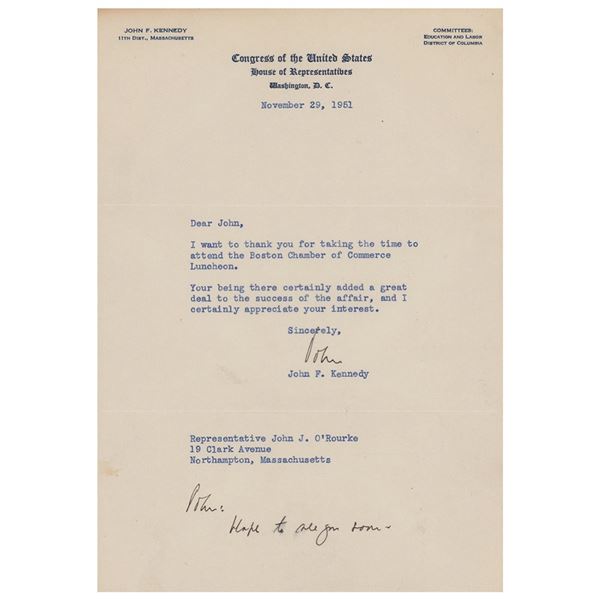 JOHN F. KENNEDY
11TH DIST., MASSACHUSETTS
COMMITTEES:
EDUCATION AND LABOR
DISTRICT OF COLUMBIA
Congress of the United States
House of Representatives
Washington, D. C.
November 29, 1951
Dear John,
I want to thank you for taking the time to
attend the Boston Chamber of Commerce
Luncheon.
Your being there certainly added a great
deal to the success of the affair, and I
certainly appreciate your interest.
Sincerely,
John
John F. Kennedy
Representative John J. O'Rourke
19 Clark Avenue
Northampton, Massachusetts
John:
Hope to see you soon -